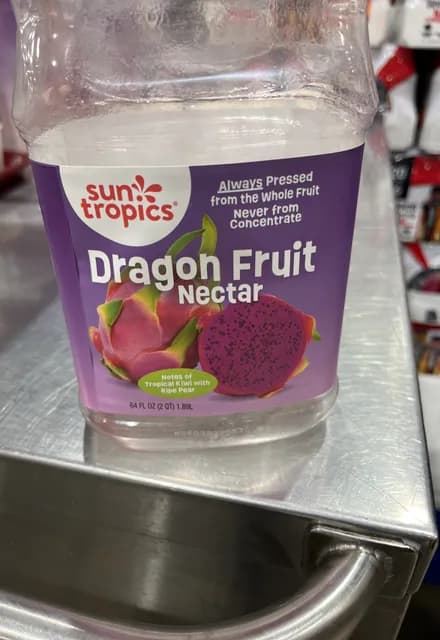 sun
tropics®
Always Pressed
from the Whole Fruit
Never from
Concentrate
Dragon Fruit
Nectar
Notes of
Tropical Kiwi with
Ripe Pear
64 FL OZ (2 QT) 1.89L